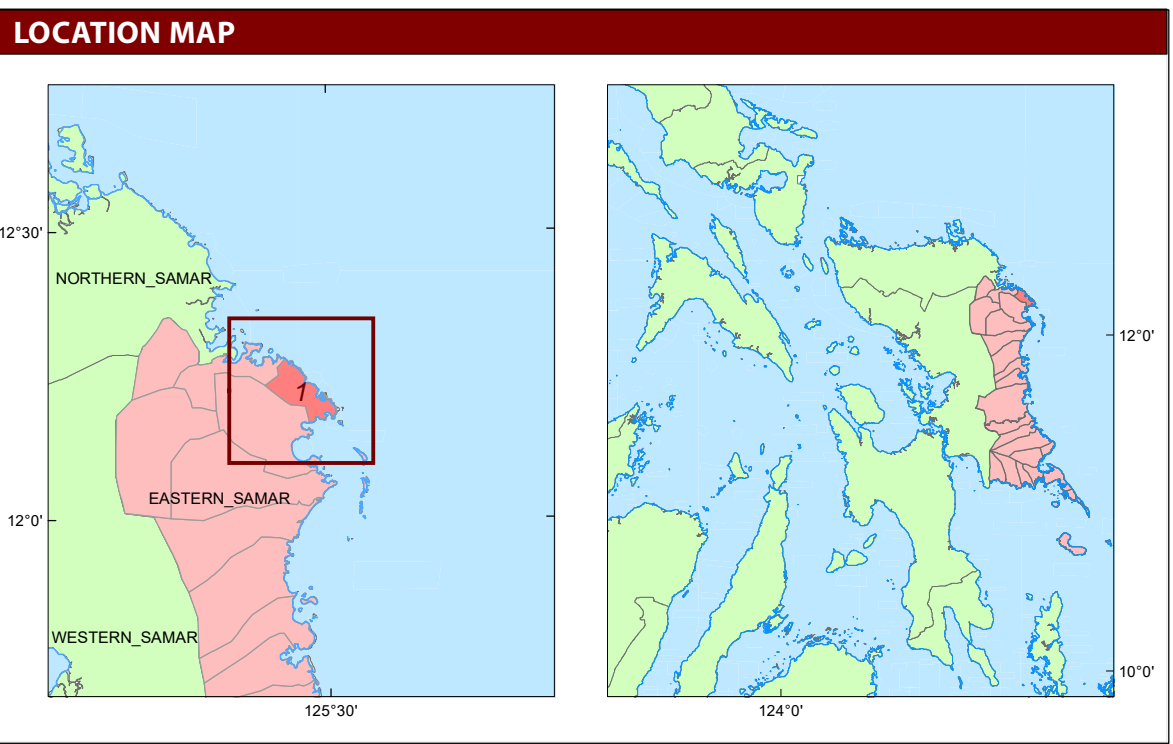 LOCATION MAP
12°30'
NORTHERN_SAMAR
1
12°0'
EASTERN_SAMAR
WESTERN_SAMAR
125°30'
12°0'
10°0'
124°0'